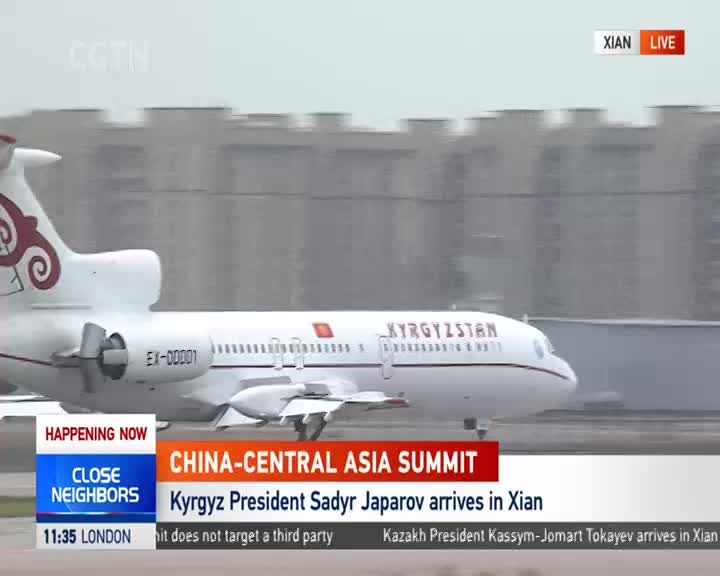 CGTN
XIAN LIVE
KYRGYZSTAN
EX-00001
HAPPENING NOW
CLOSE
NEIGHBORS
CHINA-CENTRAL ASIA SUMMIT
Kyrgyz President Sadyr Japarov arrives in Xian
11:35 LONDON
it does not target a third party Kazakh President Kassym-Jomart Tokayev arrives in Xian